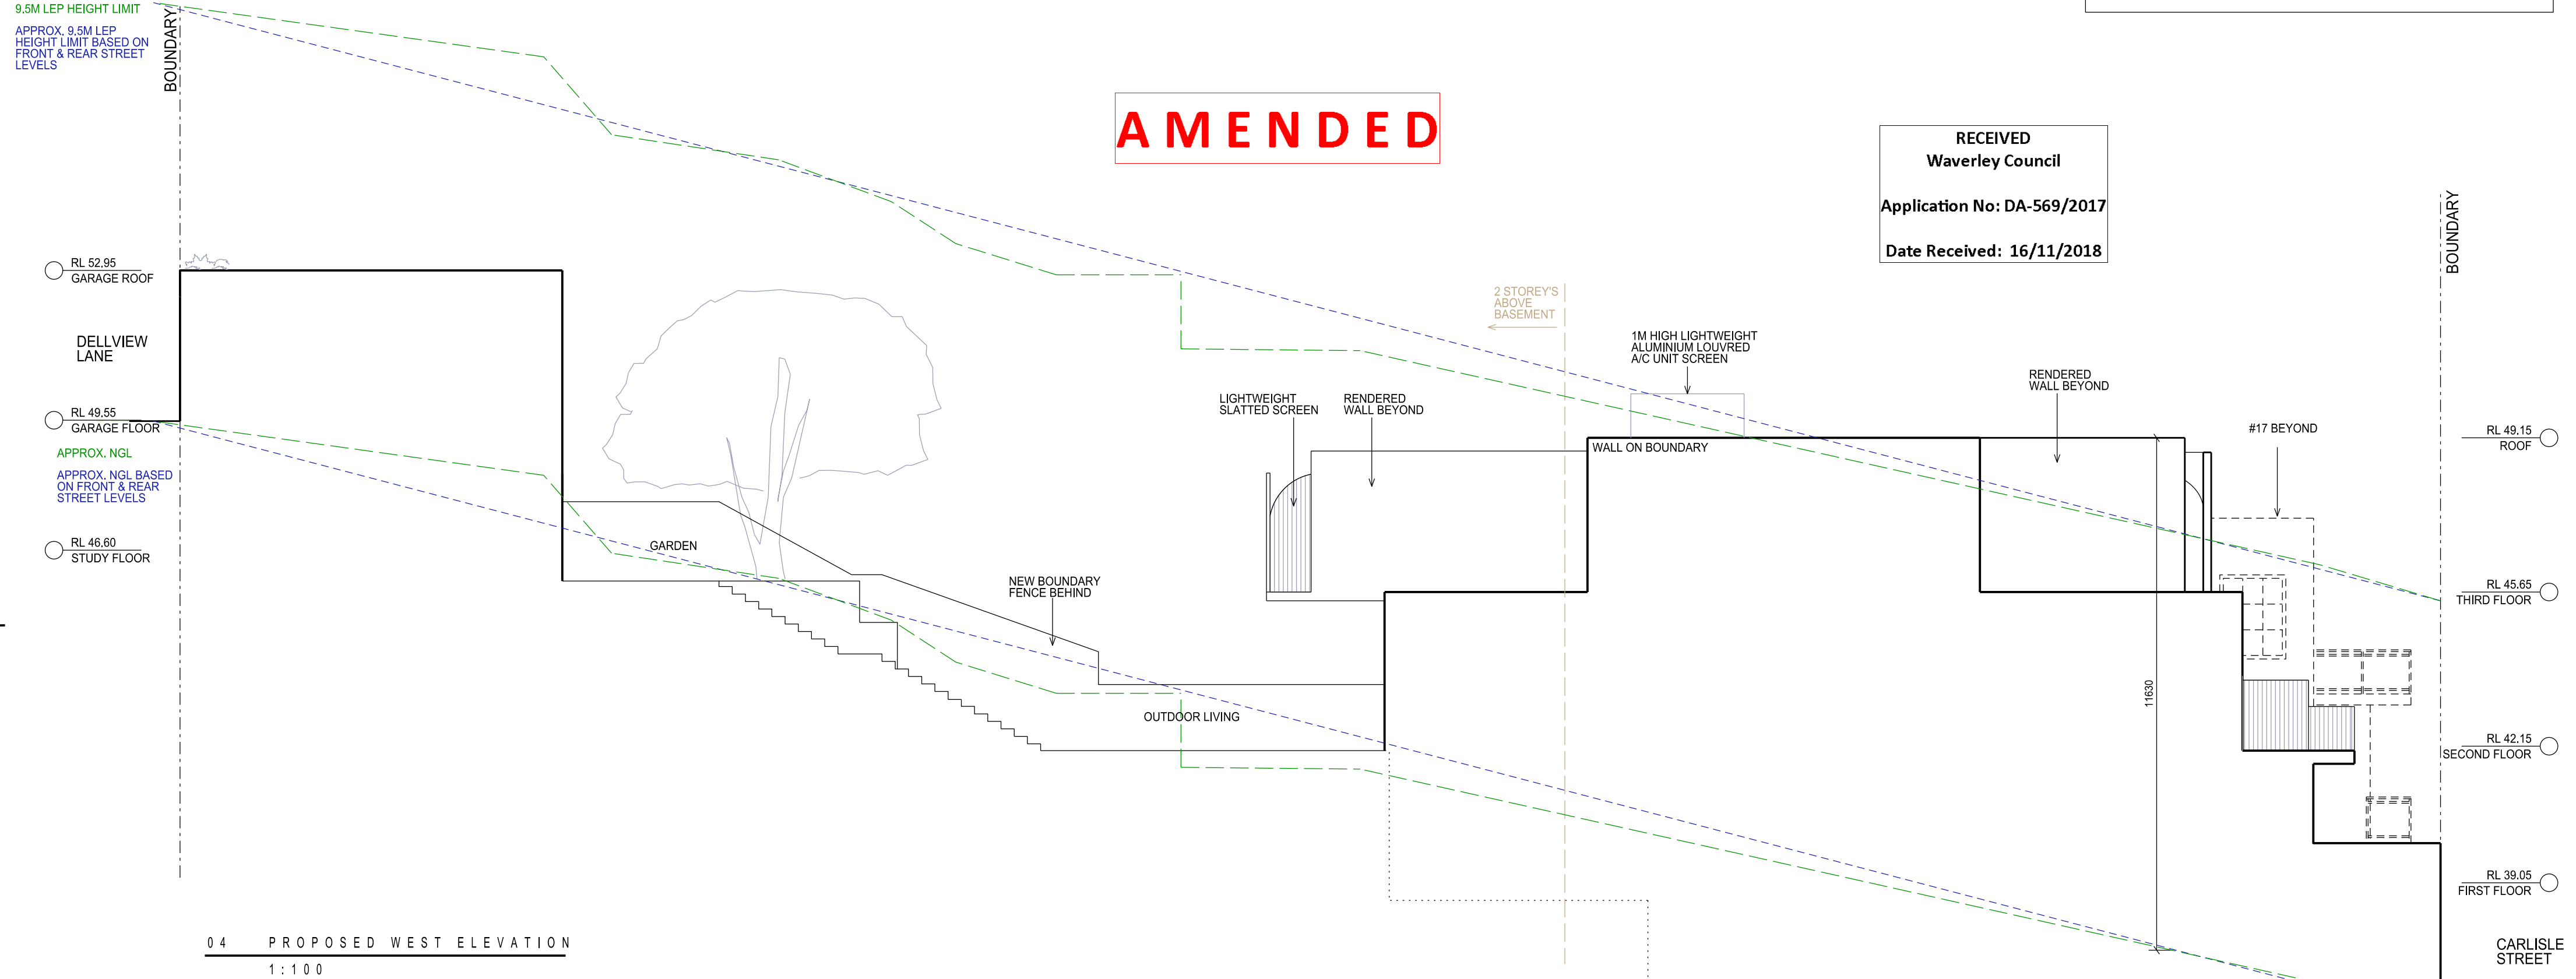 9.5M LEP HEIGHT LIMIT
APPROX. 9.5M LEP
HEIGHT LIMIT BASED ON
FRONT & REAR STREET
LEVELS
BOUNDARY
AMENDED
RECEIVED
Waverley Council
Application No: DA-569/2017
Date Received: 16/11/2018
BOUNDARY
RL 52.95
GARAGE ROOF
DELLVIEW
LANE
RL 49.55
GARAGE FLOOR
APPROX. NGL
APPROX. NGL BASED
ON FRONT & REAR
STREET LEVELS
RL 46.60
STUDY FLOOR
GARDEN
NEW BOUNDARY
FENCE BEHIND
OUTDOOR LIVING
LIGHTWEIGHT
SLATTED SCREEN
RENDERED
WALL BEYOND
2 STOREY'S
ABOVE
BASEMENT
1M HIGH LIGHTWEIGHT
ALUMINIUM LOUVRED
A/C UNIT SCREEN
WALL ON BOUNDARY
RENDERED
WALL BEYOND
#17 BEYOND
11630
RL 49.15
ROOF
RL 45.65
THIRD FLOOR
RL 42.15
SECOND FLOOR
RL 39.05
FIRST FLOOR
CARLISLE
STREET
04 PROPOSED WEST ELEVATION
1:100